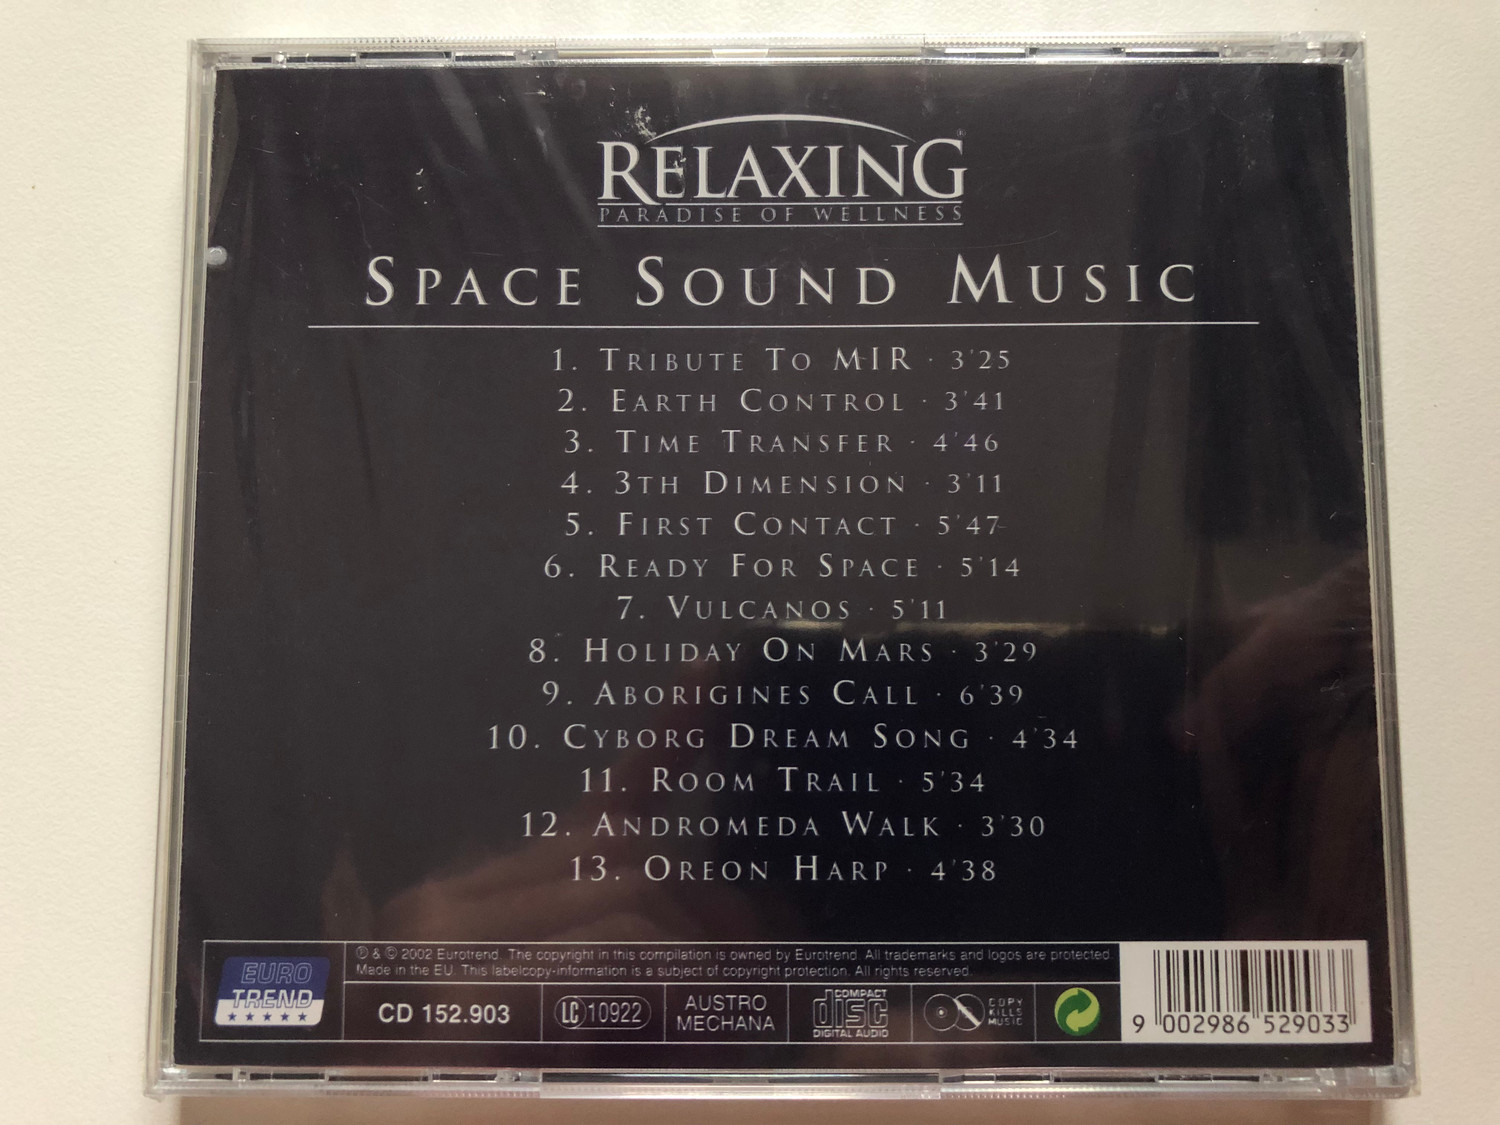 RELAXING®
PARADISE OF WELLNESS
SPACE SOUND MUSIC
1. TRIBUTE TO MIR · 3'25
2. EARTH CONTROL · 3'41
3. TIME TRANSFER · 4'46
4. 3TH DIMENSION · 3'11
5. FIRST CONTACT · 5'47
6. READY FOR SPACE · 5'14
7. VULCANOS · 5'11
8. HOLIDAY ON MARS · 3'29
9. ABORIGINES CALL · 6'39
10. CYBORG DREAM SONG · 4'34
11. ROOM TRAIL · 5'34
12. ANDROMEDA WALK · 3'30
13. OREON HARP · 4'38
EURO
TREND
℗ & © 2002 Eurotrend. The copyright in this compilation is owned by Eurotrend. All trademarks and logos are protected.
Made in the EU. This labelcopy-information is a subject of copyright protection. All rights reserved.
CD 152.903
LC 10922
AUSTRO
MECHANA
COMPACT
disc
DIGITAL AUDIO
COPY
KILLS
MUSIC
9 002986 529033